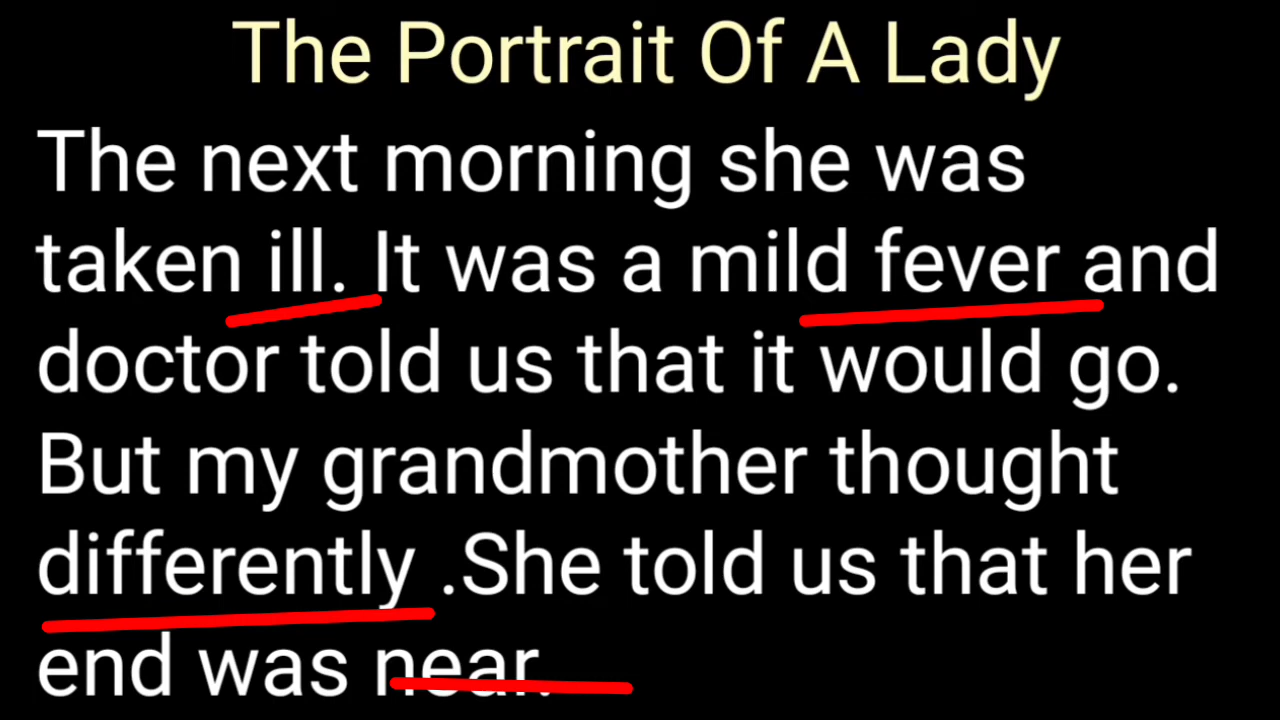 The Portrait Of A Lady
The next morning she was
taken ill. It was a mild fever and
doctor told us that it would go.
But my grandmother thought
differently .She told us that her
end was near.